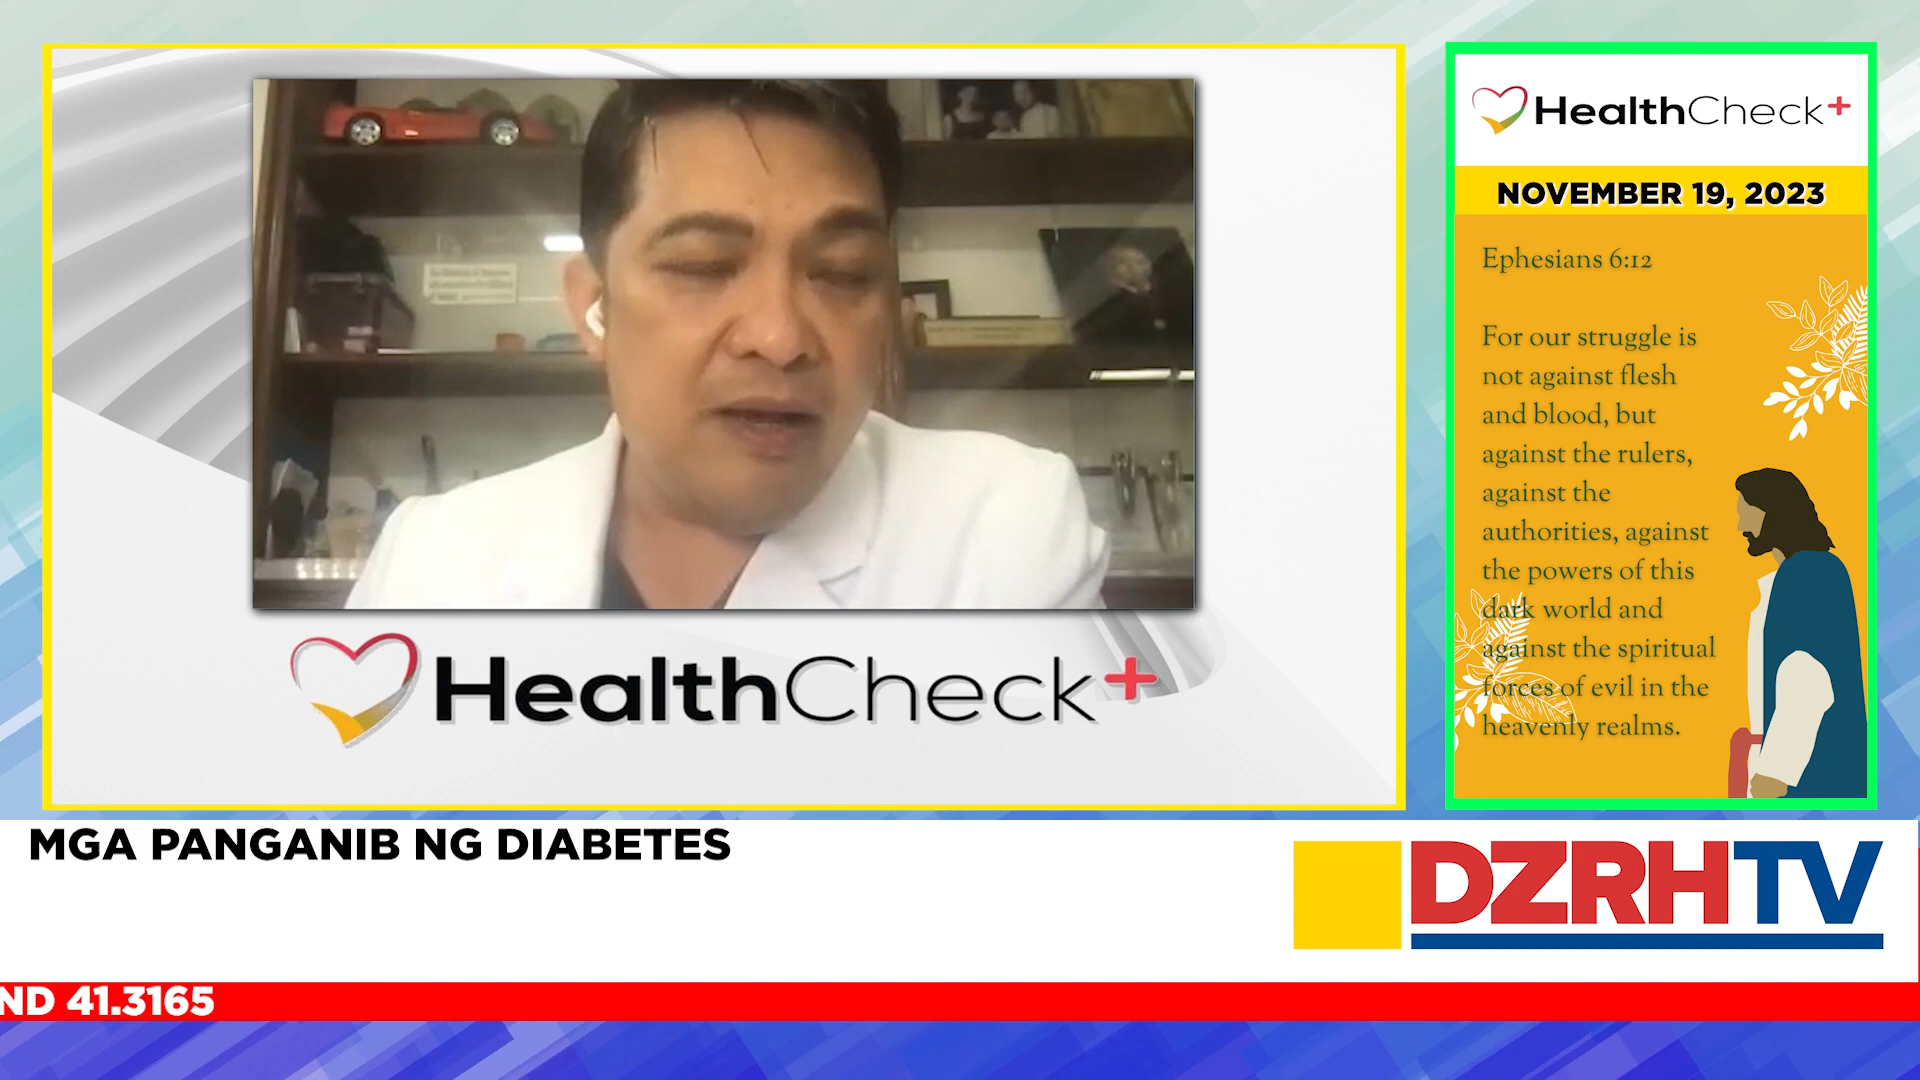 HealthCheck+
HealthCheck+
NOVEMBER 19, 2023
Ephesians 6:12
For our struggle is
not against flesh
and blood, but
against the rulers,
against the
authorities, against
the powers of this
dark world and
against the spiritual
forces of evil in the
heavenly realms.
MGA PANGANIB NG DIABETES
DZRHTV
ND 41.3165